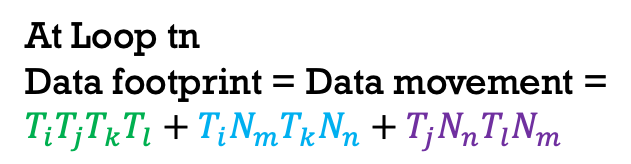 At Loop tn
Data footprint = Data movement =
TᵢTⱼTₖTₗ + TᵢNₘTₖNₙ + TⱼNₙTₗNₘ